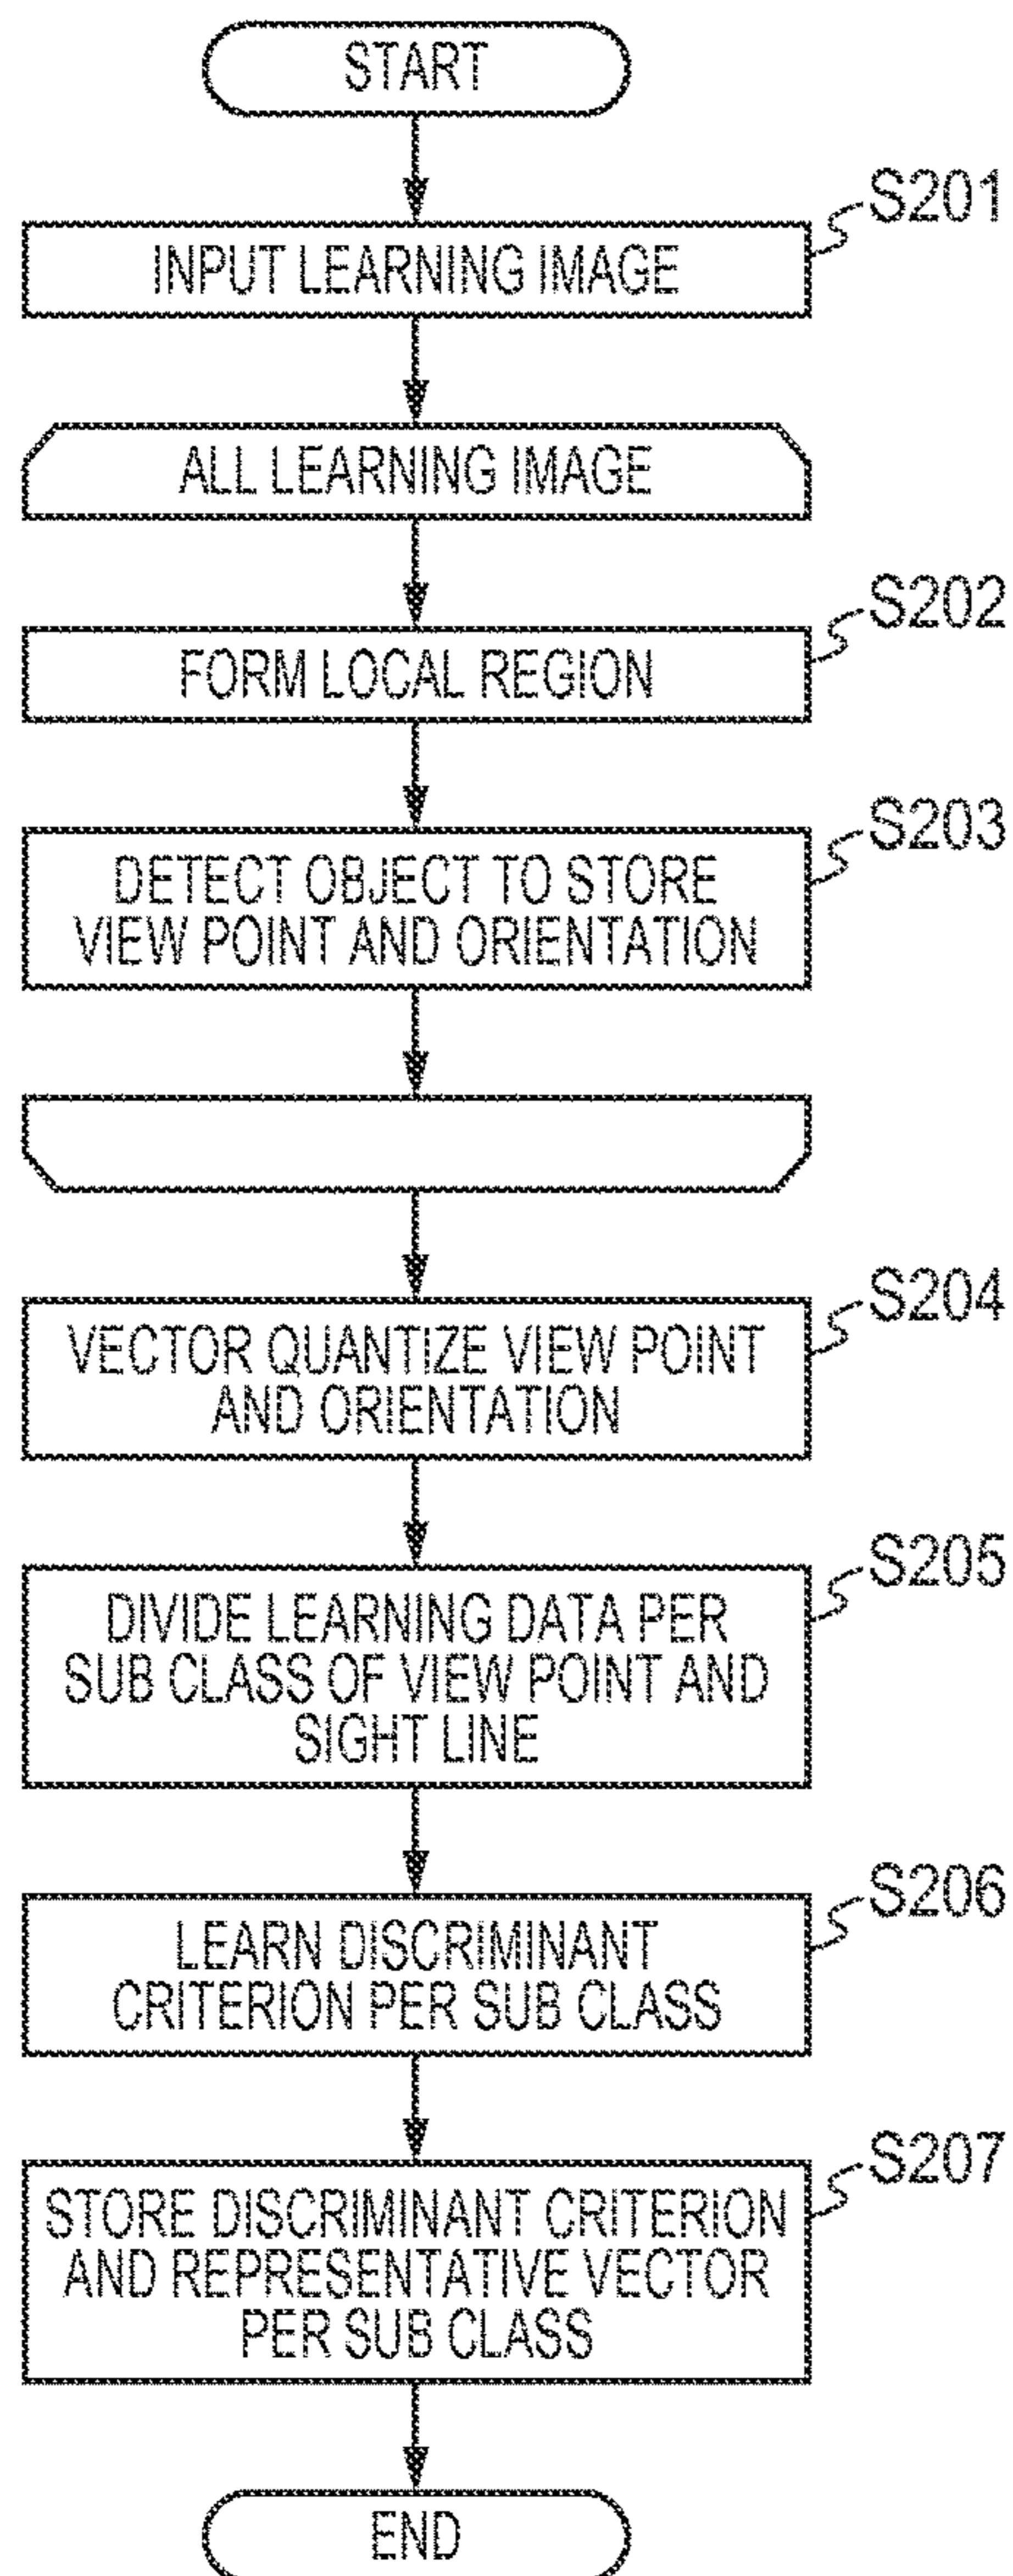 START
S201
INPUT LEARNING IMAGE
ALL LEARNING IMAGE
S202
FORM LOCAL REGION
S203
DETECT OBJECT TO STORE
VIEW POINT AND ORIENTATION
S204
VECTOR QUANTIZE VIEW POINT
AND ORIENTATION
S205
DIVIDE LEARNING DATA PER
SUB CLASS OF VIEW POINT AND
SIGHT LINE
S206
LEARN DISCRIMINANT
CRITERION PER SUB CLASS
S207
STORE DISCRIMINANT CRITERION
AND REPRESENTATIVE VECTOR
PER SUB CLASS
END